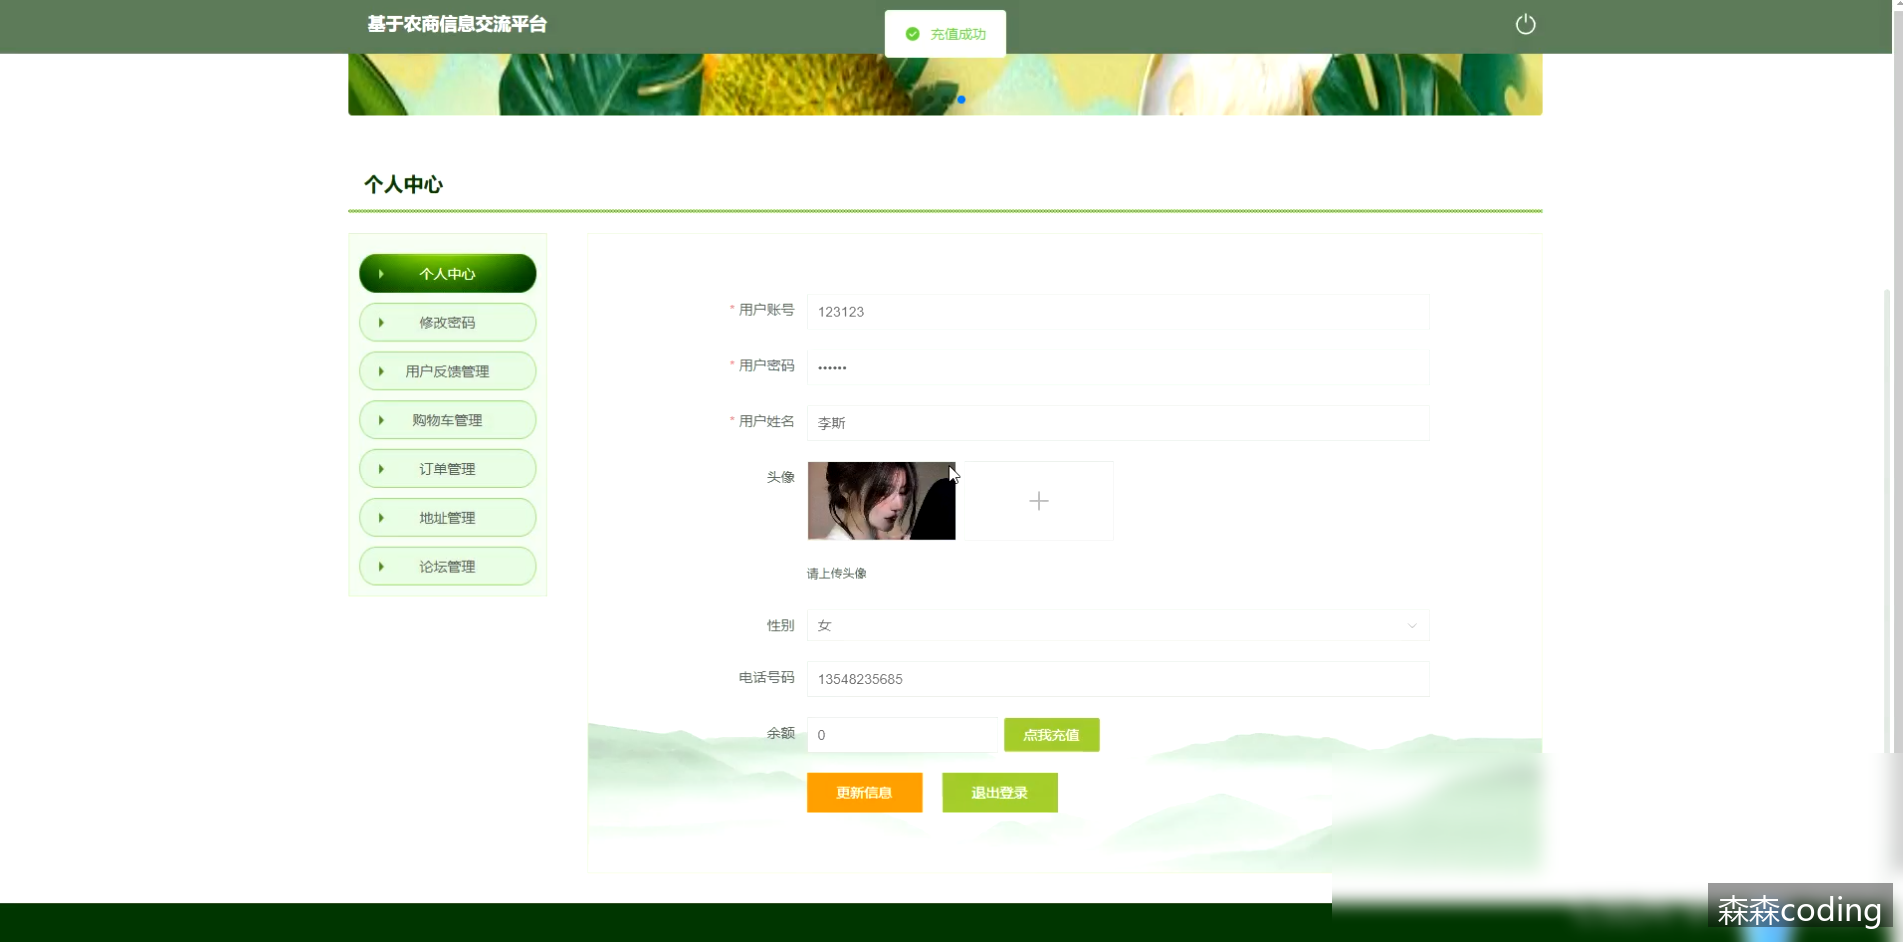 基于农商信息交流平台
充值成功
个人中心
个人中心
修改密码
用户反馈管理
购物车管理
订单管理
地址管理
论坛管理
* 用户账号 123123
* 用户密码 ••••••
* 用户姓名 李斯
头像
请上传头像
性别 女
电话号码 13548235685
余额 0 点我充值
更新信息 退出登录
森森coding